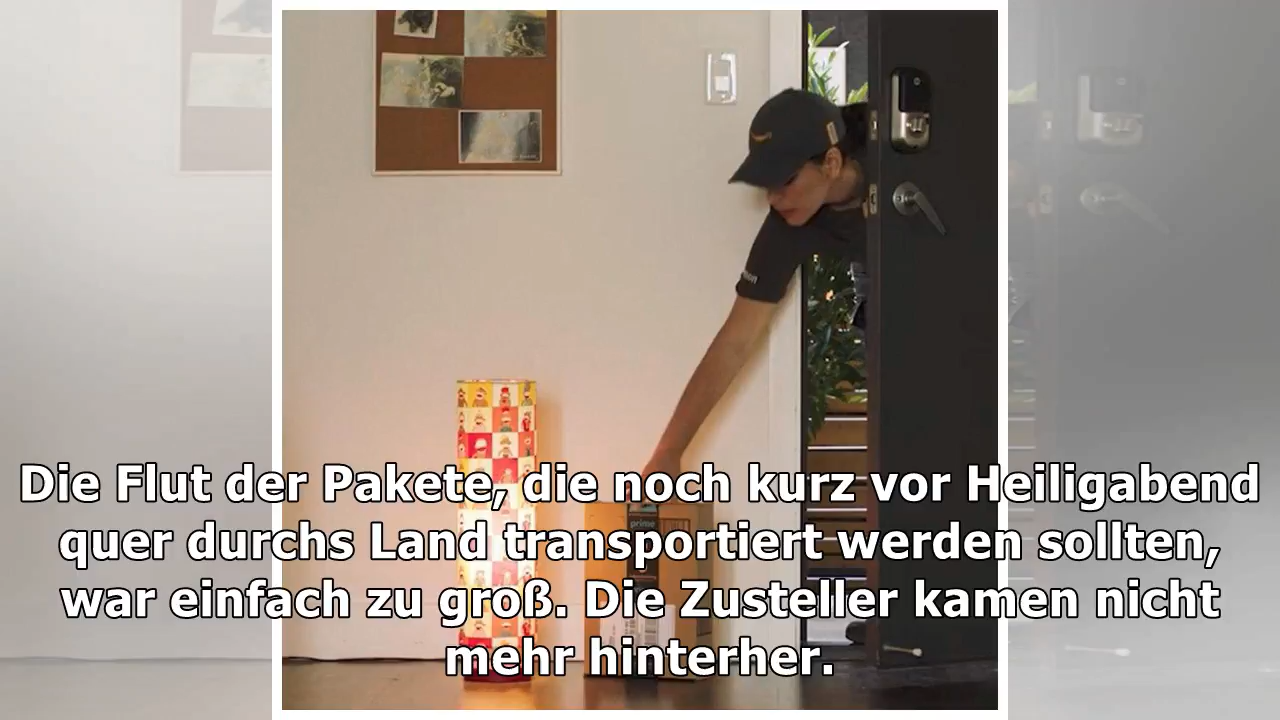 prime
Die Flut der Pakete, die noch kurz vor Heiligabend
quer durchs Land transportiert werden sollten,
war einfach zu groß. Die Zusteller kamen nicht
mehr hinterher.